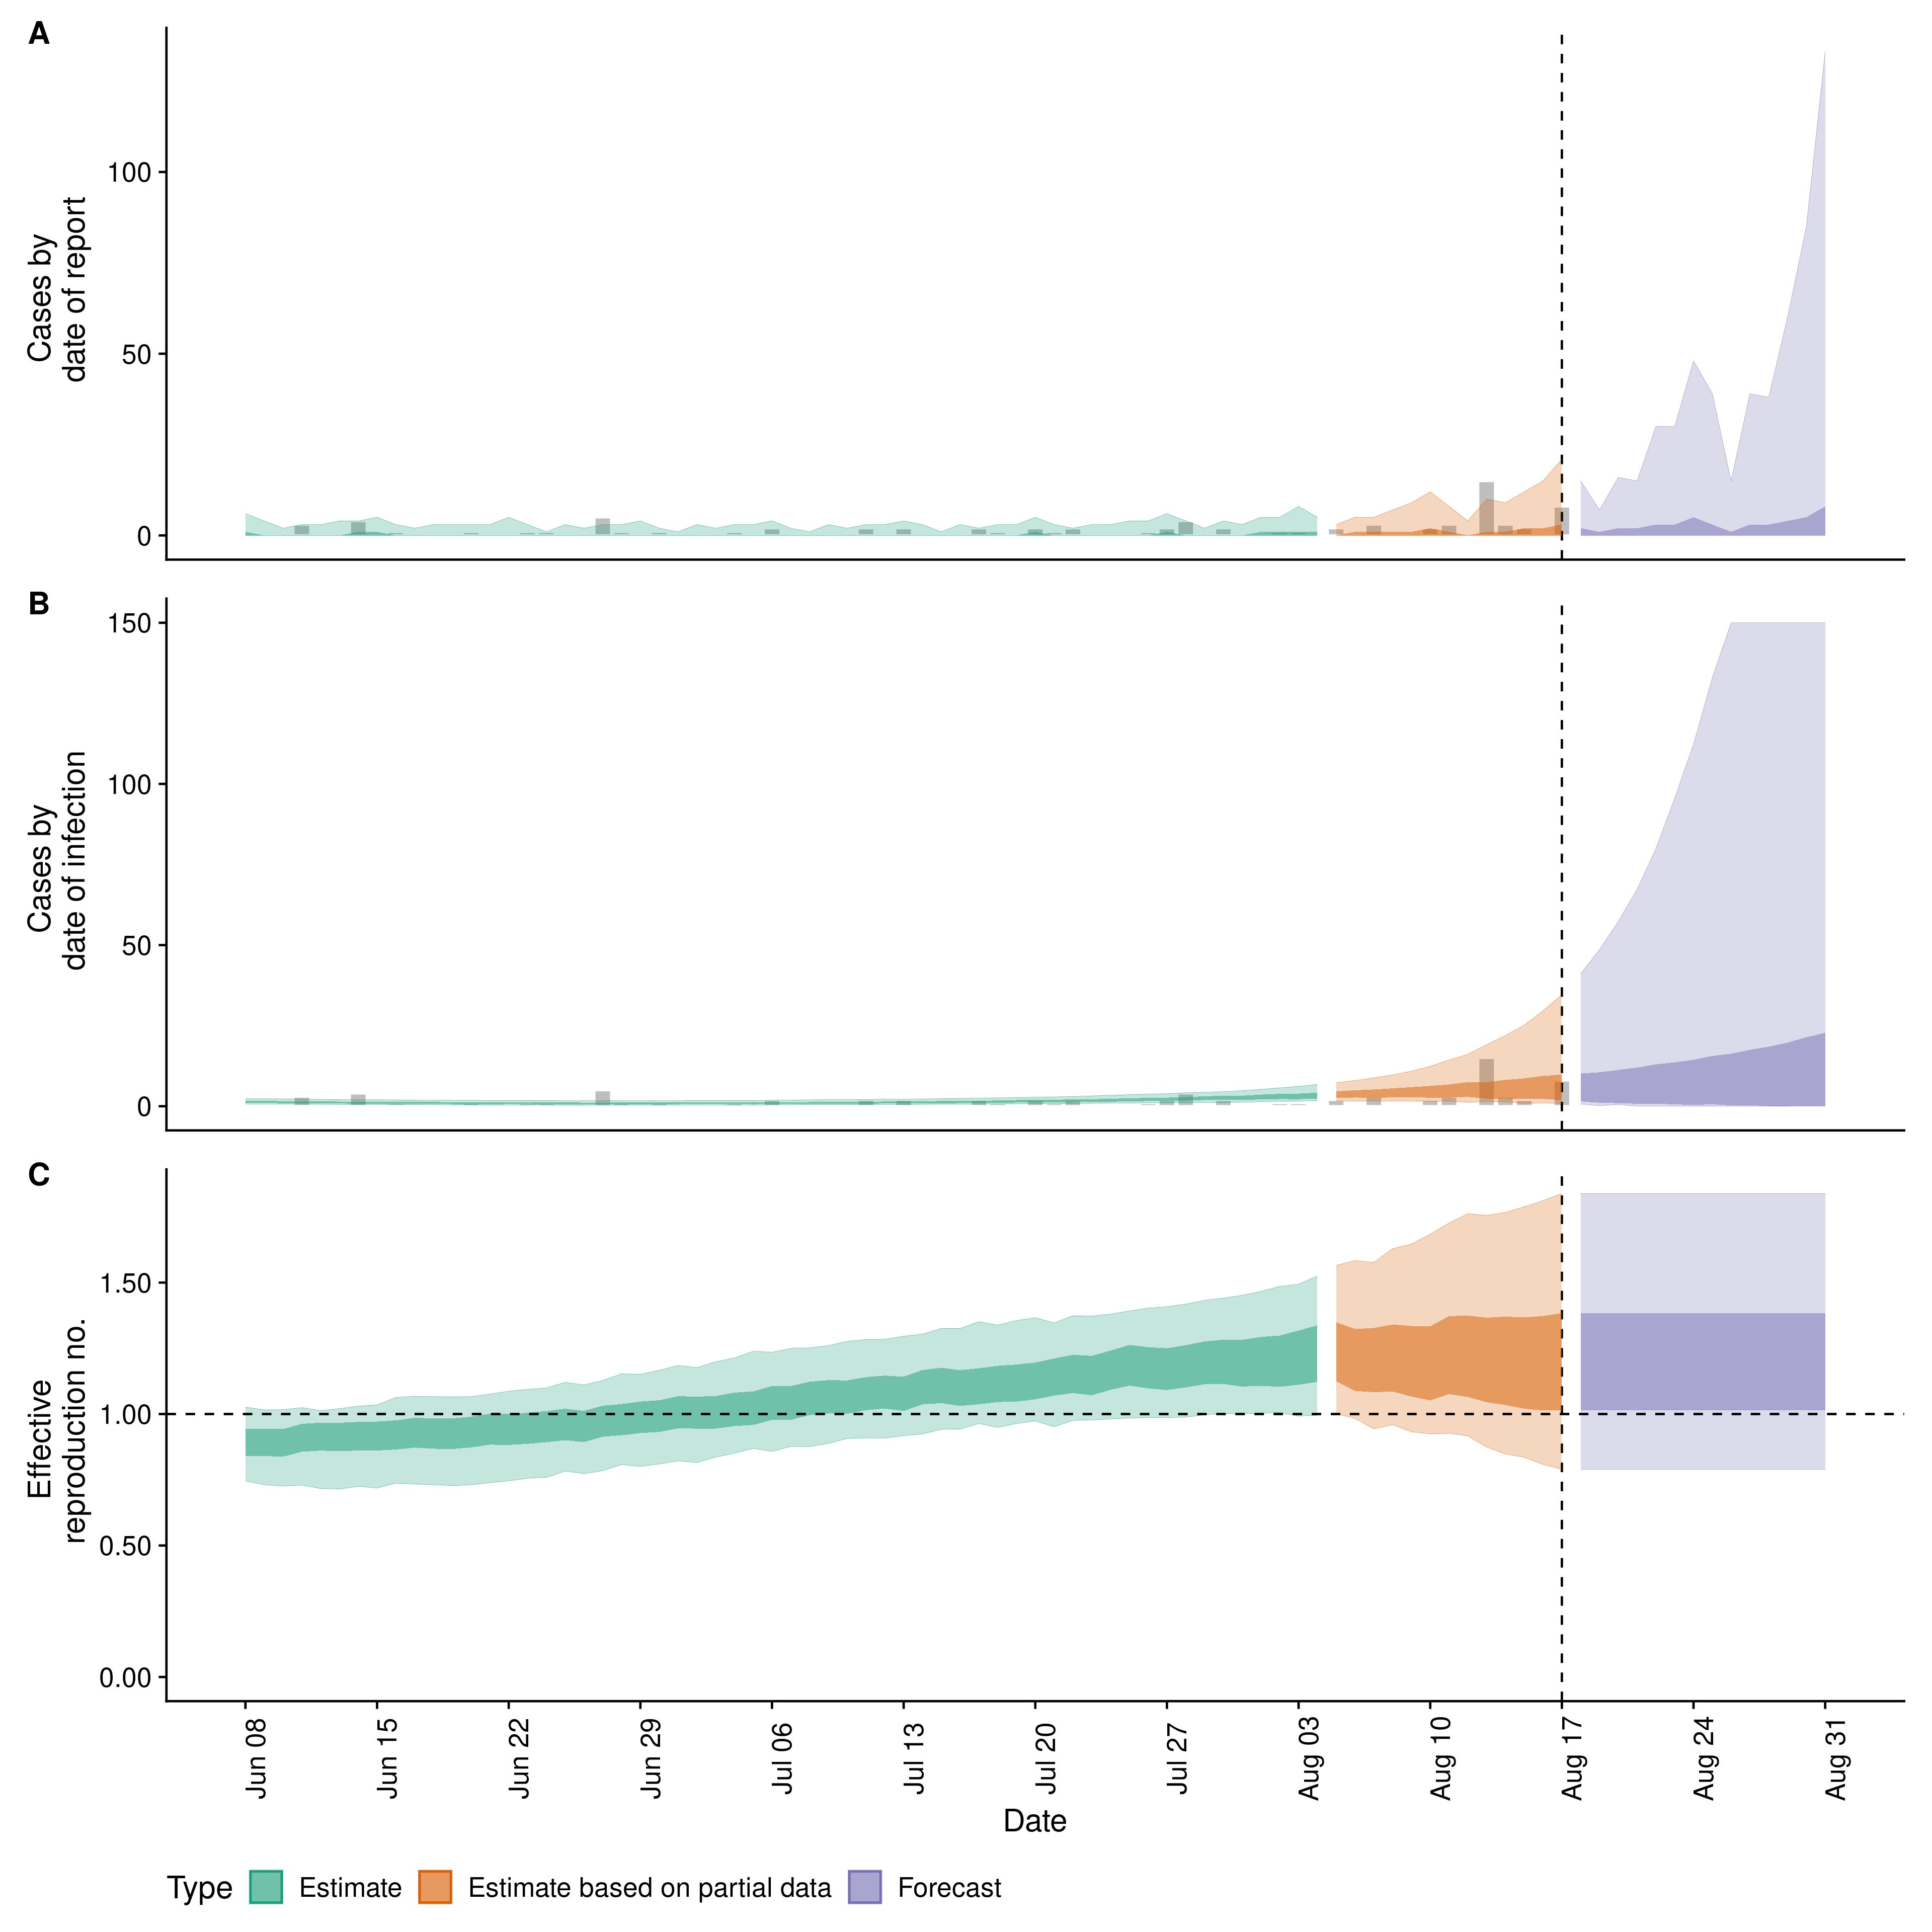 A
Cases by
date of report
100
50
0
B
Cases by
date of infection
150
100
50
0
C
Effective
reproduction no.
1.50
1.00
0.50
0.00
Jun 08
Jun 15
Jun 22
Jun 29
Jul 06
Jul 13
Jul 20
Jul 27
Aug 03
Aug 10
Aug 17
Aug 24
Aug 31
Date
Type Estimate Estimate based on partial data Forecast